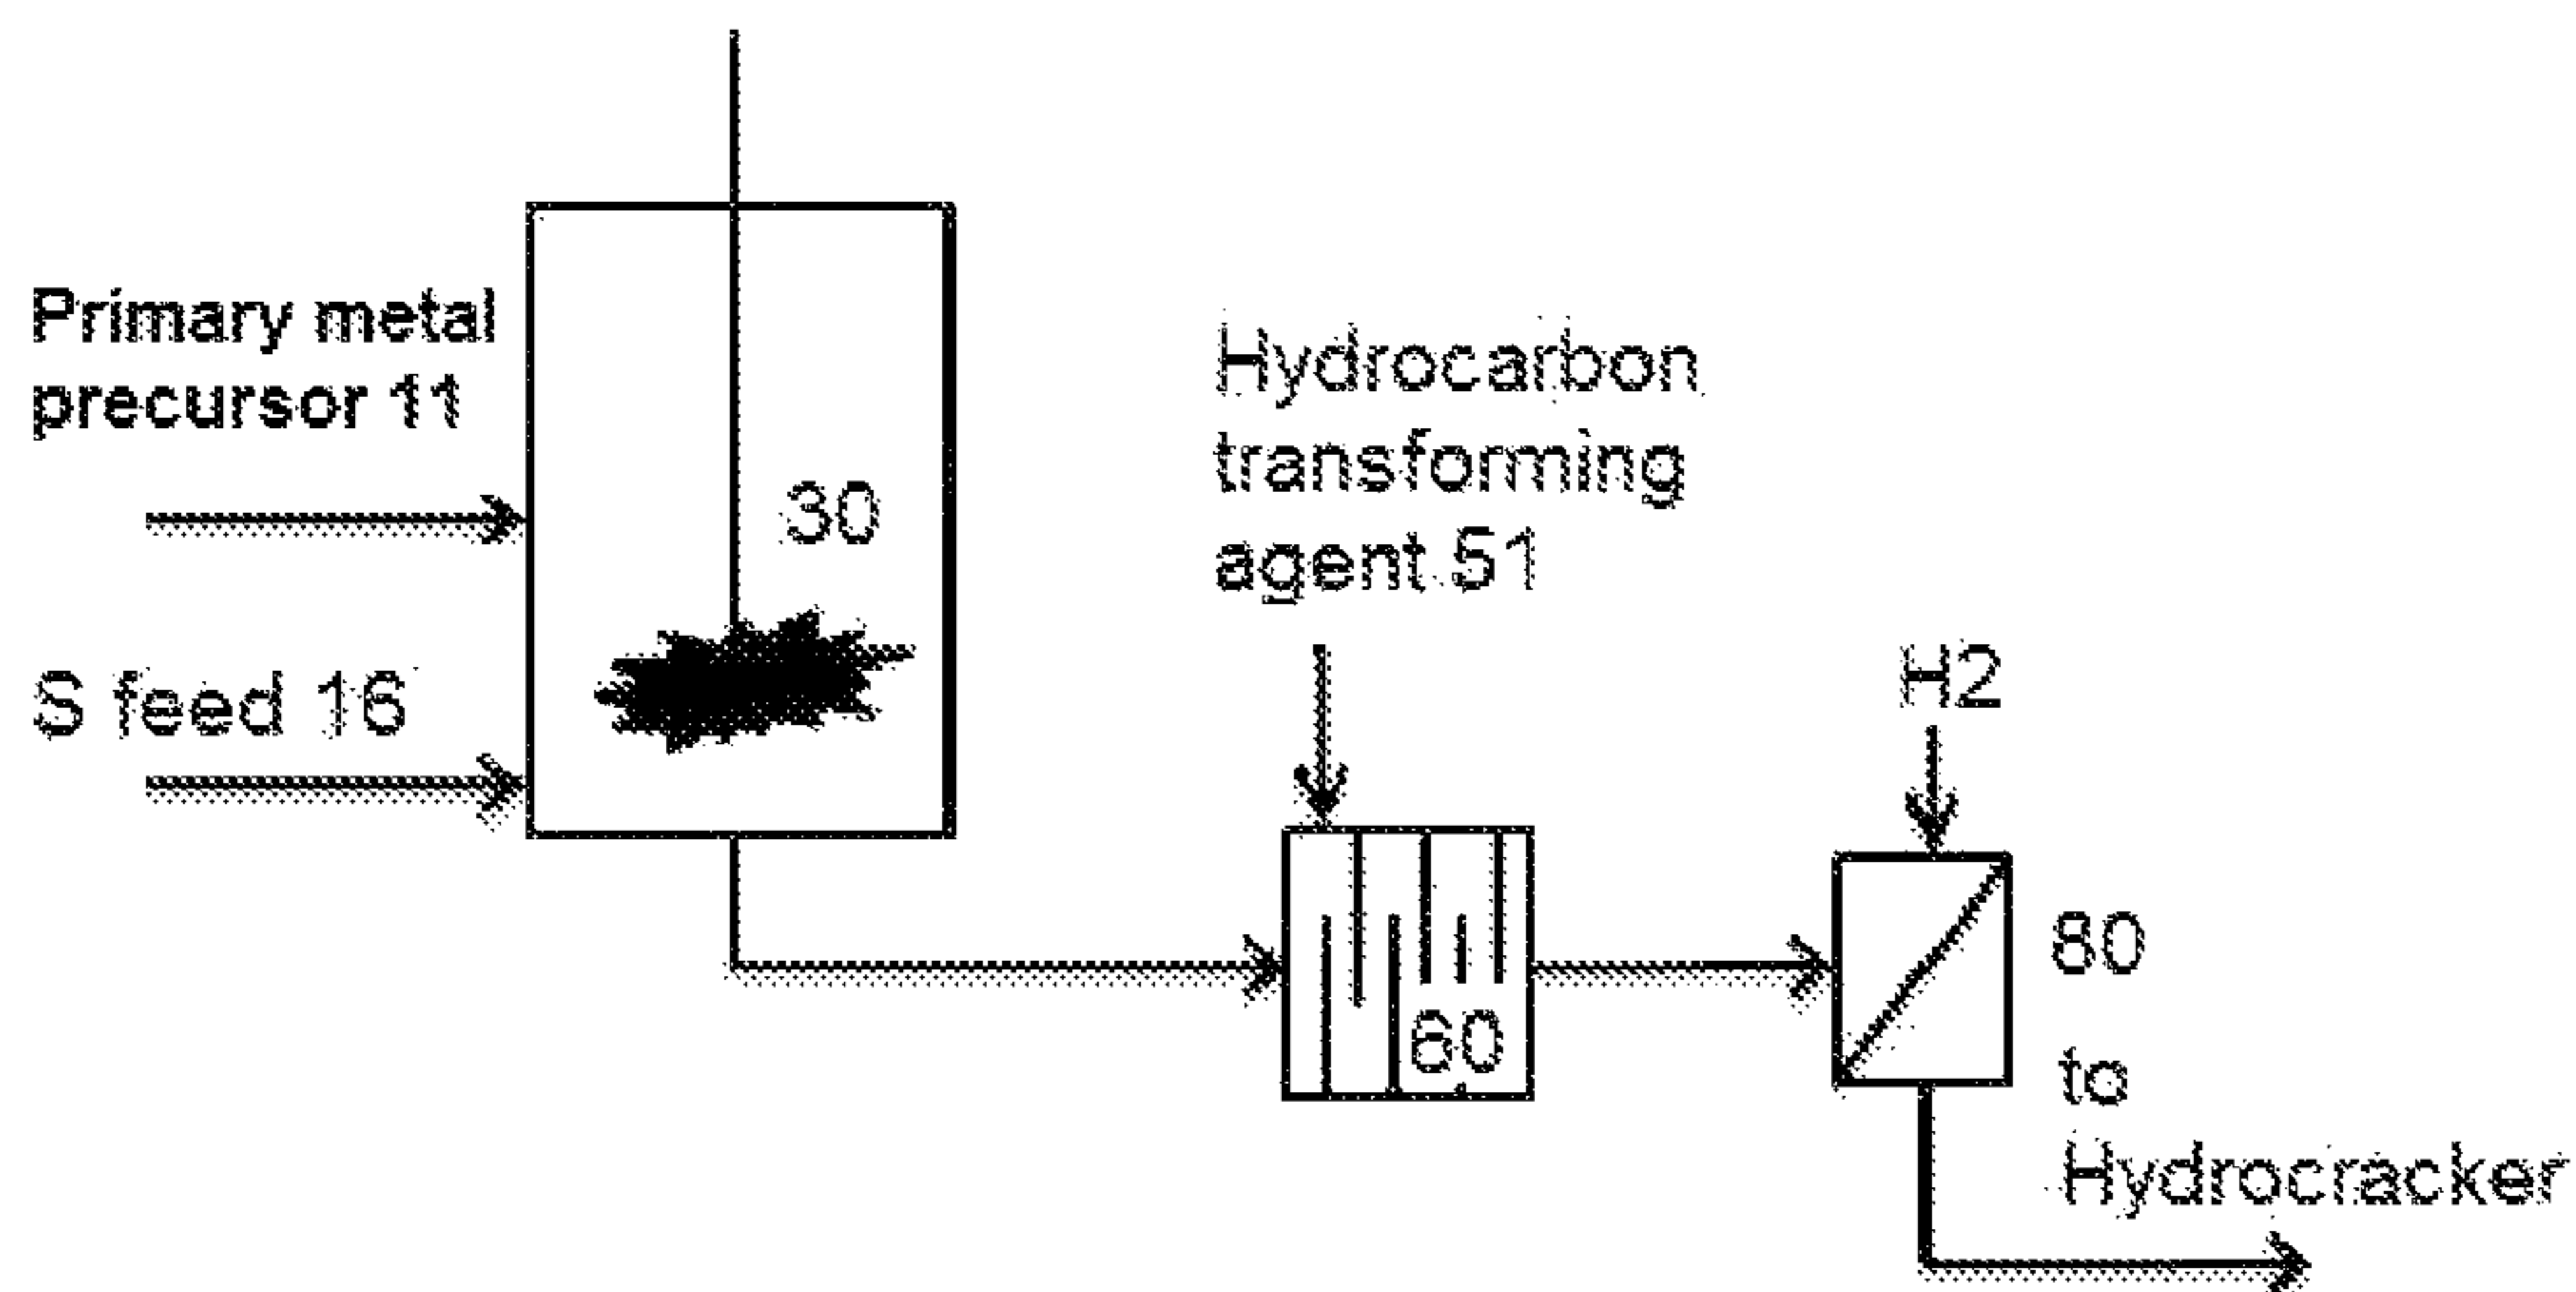 Primary metal
precursor 11
S feed 16
30
Hydrocarbon
transforming
agent 51
60
H2
80
to
Hydrocracker